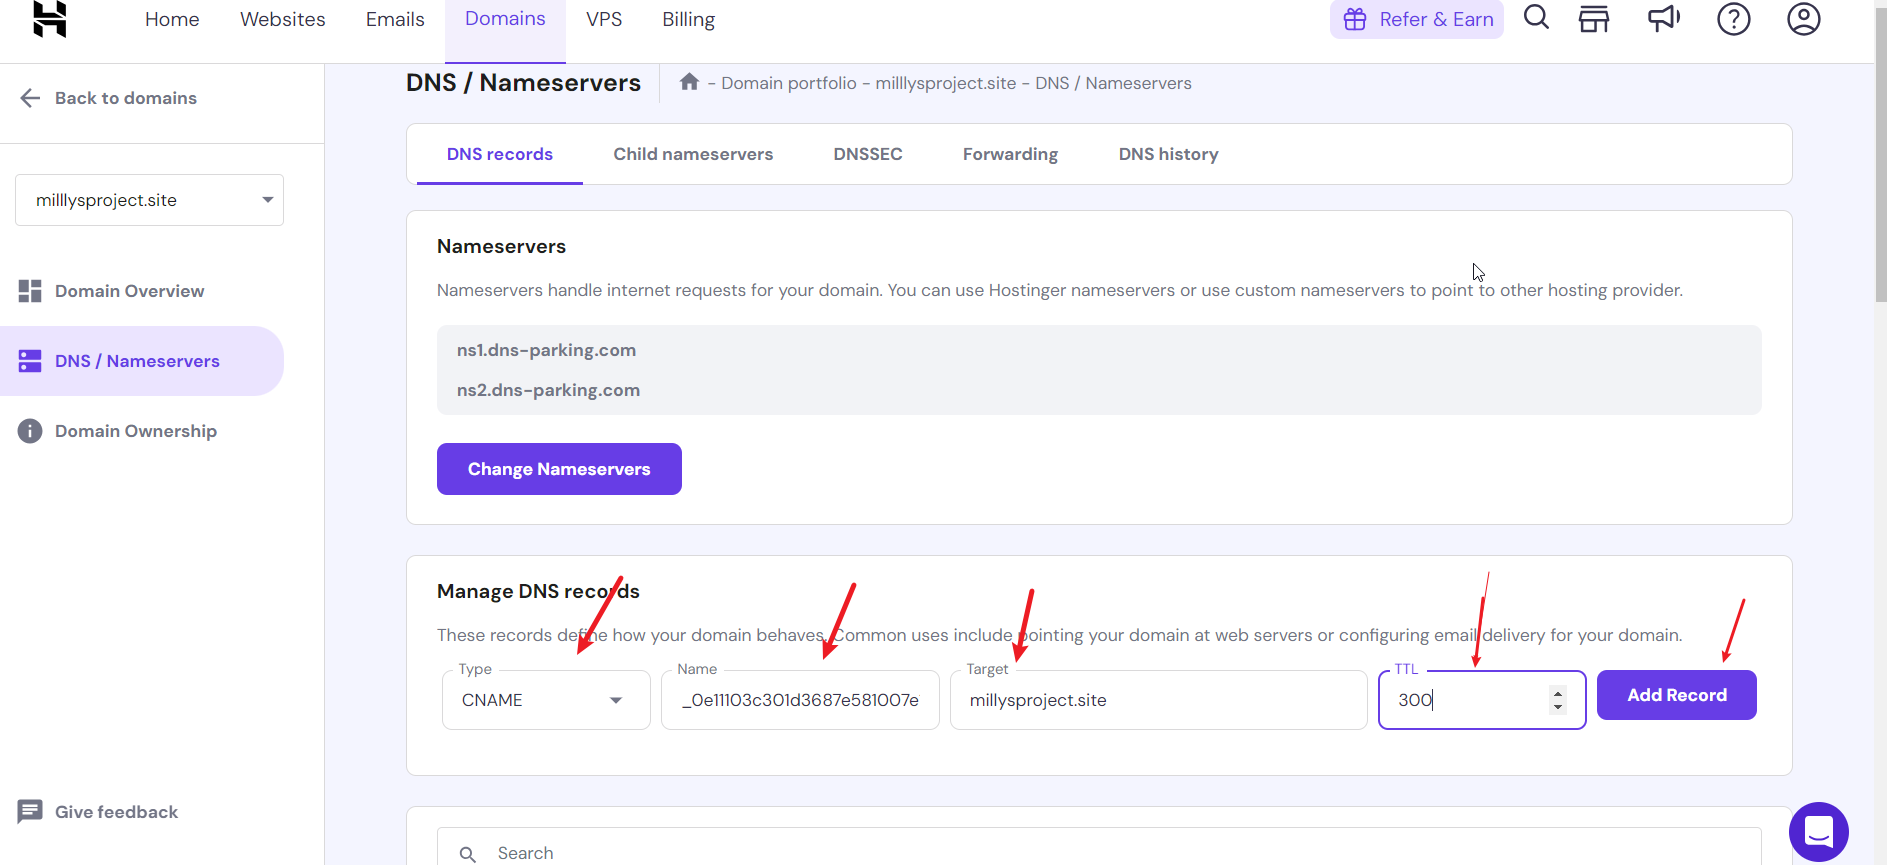 Home Websites Emails Domains VPS Billing Refer & Earn
Back to domains
milllysproject.site
Domain Overview
DNS / Nameservers
Domain Ownership
Give feedback
DNS / Nameservers - Domain portfolio - milllysproject.site - DNS / Nameservers
DNS records Child nameservers DNSSEC Forwarding DNS history
Nameservers
Nameservers handle internet requests for your domain. You can use Hostinger nameservers or use custom nameservers to point to other hosting provider.
ns1.dns-parking.com
ns2.dns-parking.com
Change Nameservers
Manage DNS records
These records define how your domain behaves. Common uses include pointing your domain at web servers or configuring email delivery for your domain.
Type Name Target TTL
CNAME _0e11103c301d3687e581007e millysproject.site 300 Add Record
Search